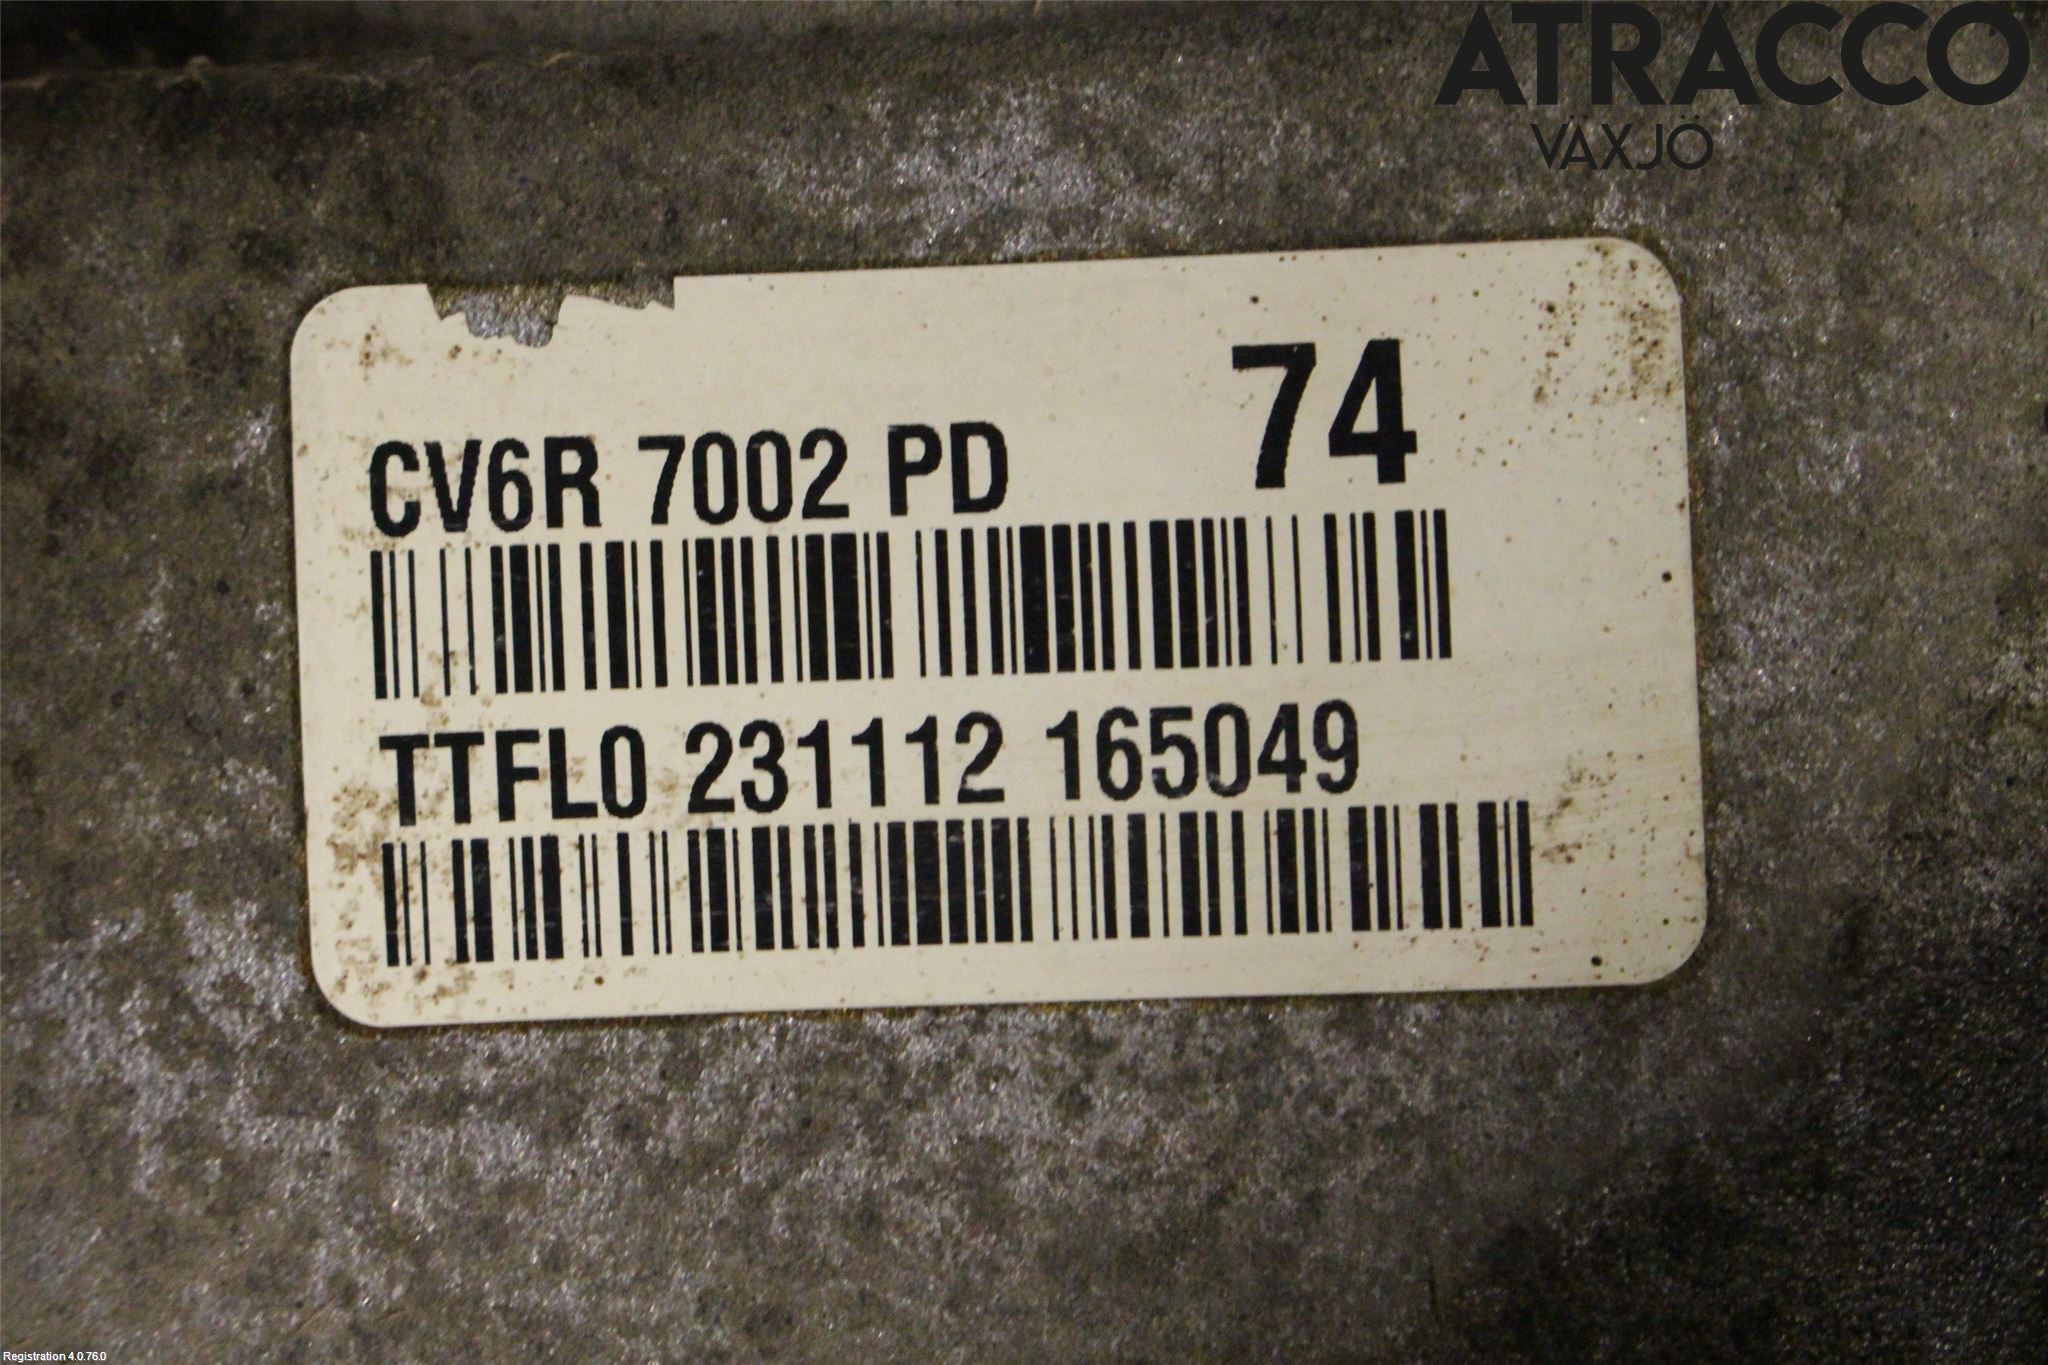 ATRACCO
VÄXJÖ
74
CV6R 7002 PD
TTFL0 231112 165049
Registration 4.0.76.0